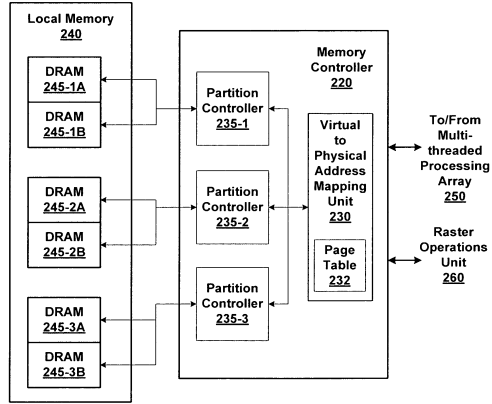 Local Memory
240
DRAM
245-1A
DRAM
245-1B
DRAM
245-2A
DRAM
245-2B
DRAM
245-3A
DRAM
245-3B
Memory
Controller
220
Partition
Controller
235-1
Partition
Controller
235-2
Partition
Controller
235-3
Virtual
to
Physical
Address
Mapping
Unit
230
Page
Table
232
To/From
Multi-
threaded
Processing
Array
250
Raster
Operations
Unit
260